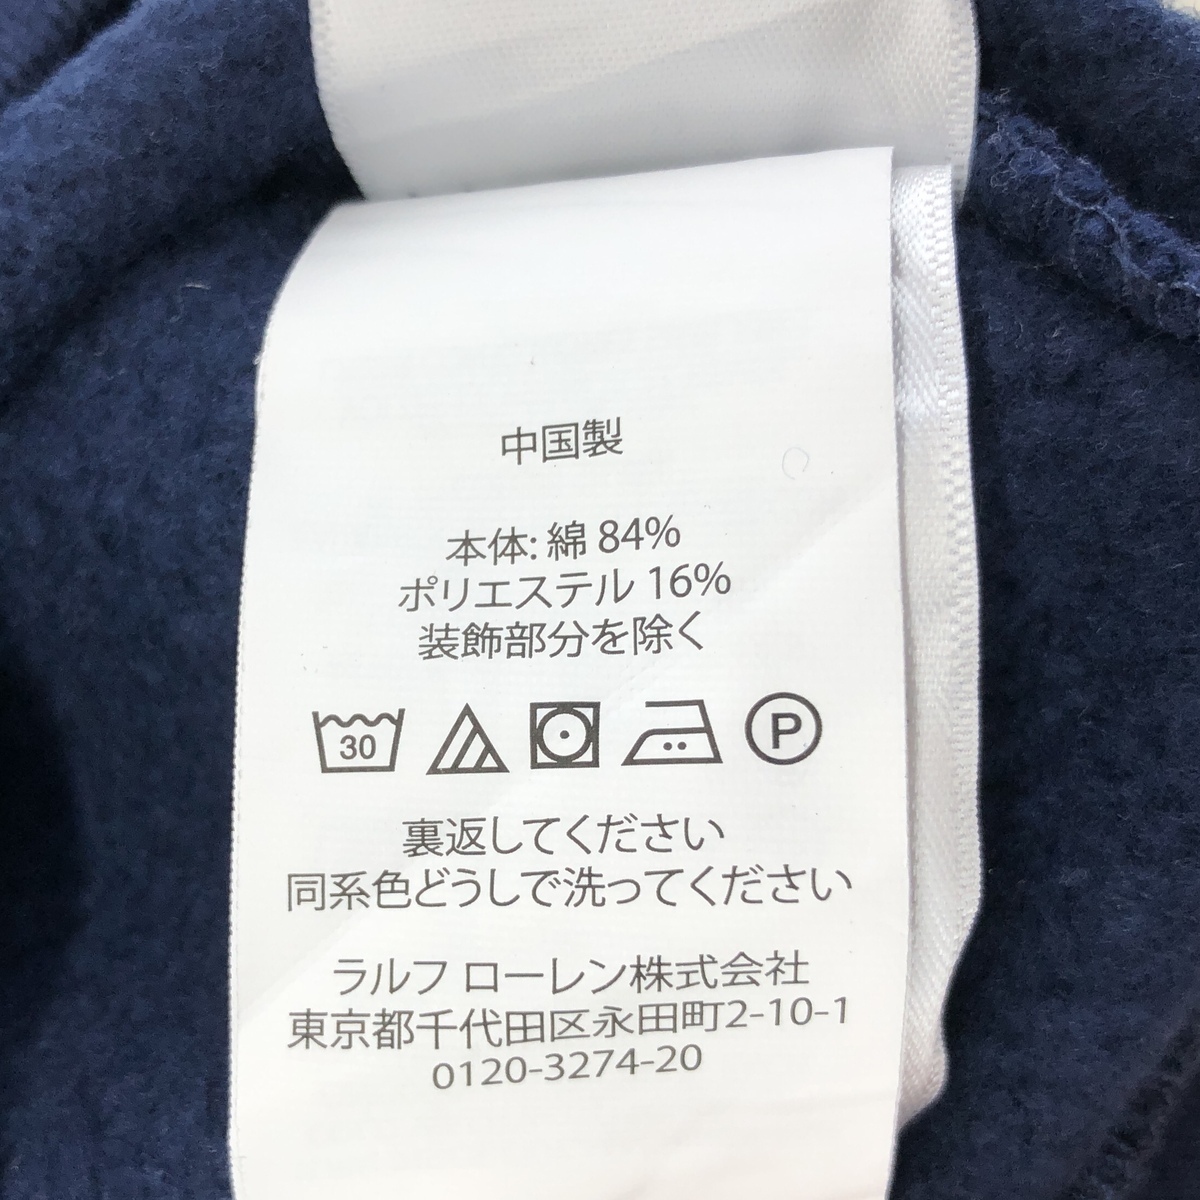 中国製
本体: 綿 84%
ポリエステル 16%
装飾部分を除く
30
P
裏返してください
同系色どうしで洗ってください
ラルフ ローレン株式会社
東京都千代田区永田町2-10-1
0120-3274-20